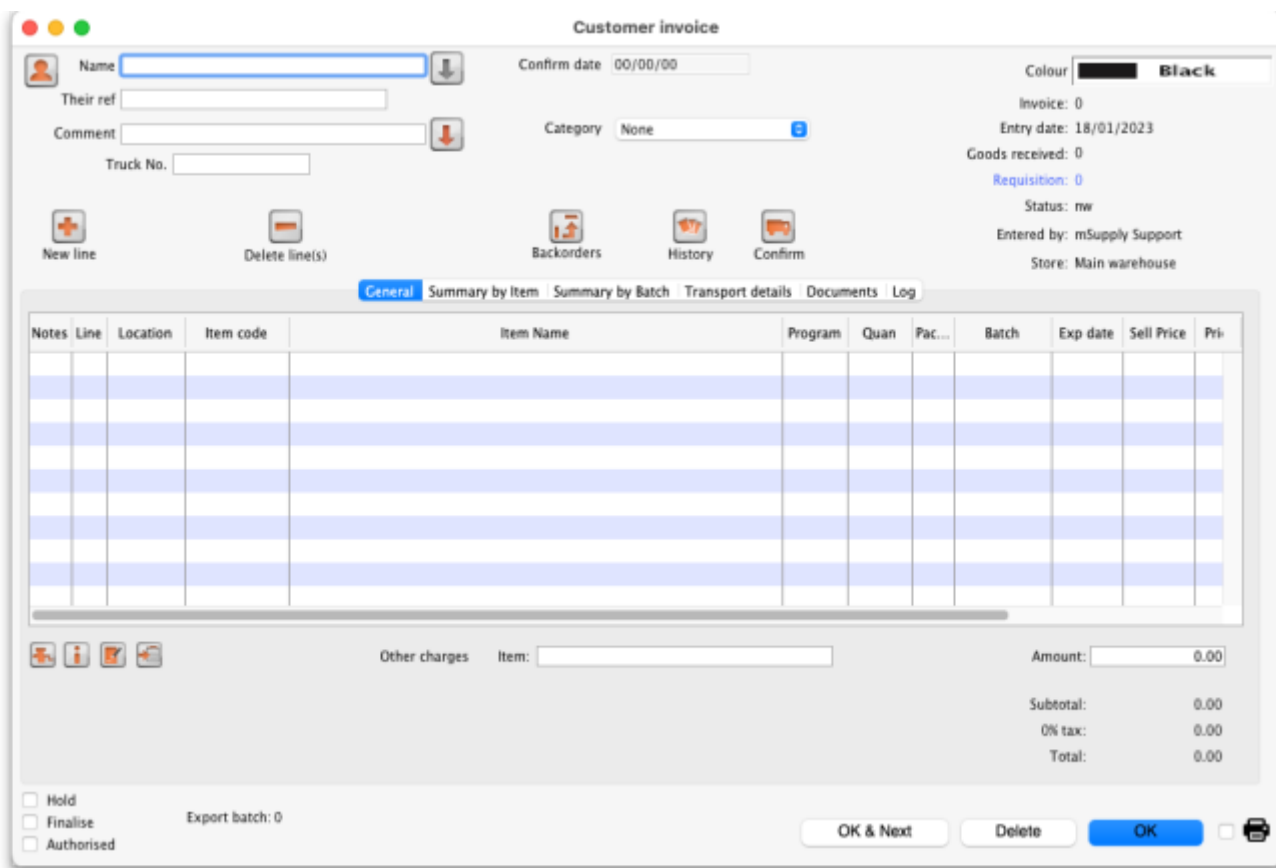 Customer invoice
Name
Confirm date 00/00/00
Colour Black
Their ref
Invoice: 0
Comment
Category None
Entry date: 18/01/2023
Truck No.
Goods received: 0
Requisition: 0
Status: nw
Entered by: mSupply Support
Store: Main warehouse
New line
Delete line(s)
Backorders
History
Confirm
General Summary by Item Summary by Batch Transport details Documents Log
Notes Line Location Item code Item Name Program Quan Pac... Batch Exp date Sell Price Pri
Other charges Item: Amount: 0.00
Subtotal: 0.00
0% tax: 0.00
Total: 0.00
Hold
Finalise
Authorised
Export batch: 0
OK & Next Delete OK